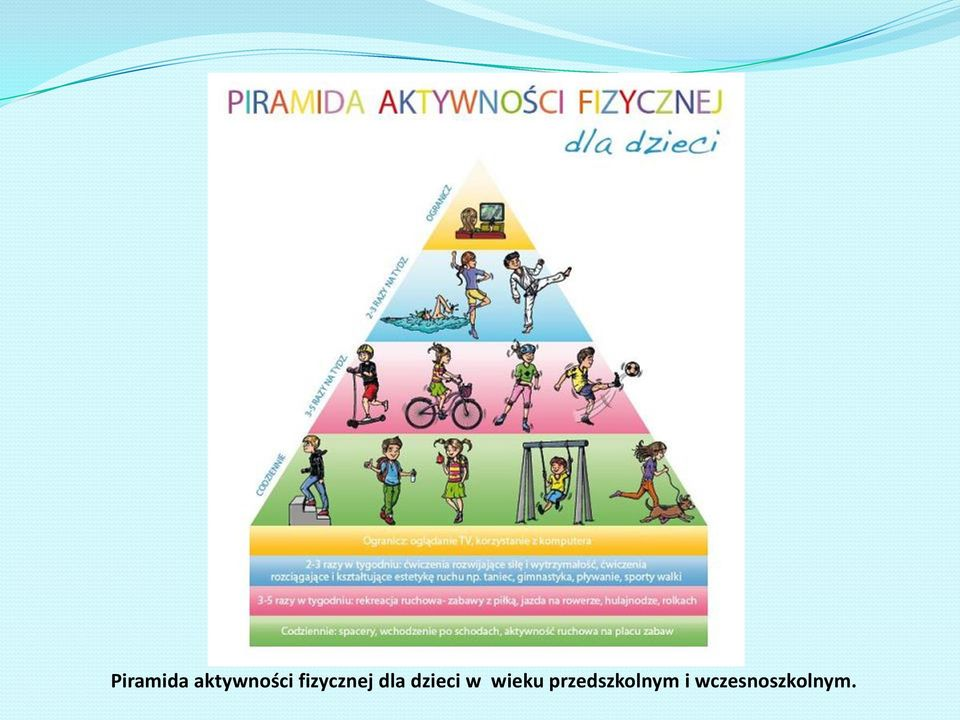 PIRAMIDA AKTYWNOŚCI FIZYCZNEJ
dla dzieci
OGRANICZ
2-3 RAZY NA TYDZ.
3-5 RAZY NA TYDZ.
CODZIENNIE
Ogranicz: oglądanie TV, korzystanie z komputera
2-3 razy w tygodniu: ćwiczenia rozwijające siłę i wytrzymałość, ćwiczenia
rozciągające i kształtujące estetykę ruchu np. taniec, gimnastyka, pływanie, sporty walki
3-5 razy w tygodniu: rekreacja ruchowa- zabawy z piłką, jazda na rowerze, hulajnodze, rolkach
Codziennie: spacery, wchodzenie po schodach, aktywność ruchowa na placu zabaw
Piramida aktywności fizycznej dla dzieci w wieku przedszkolnym i wczesnoszkolnym.